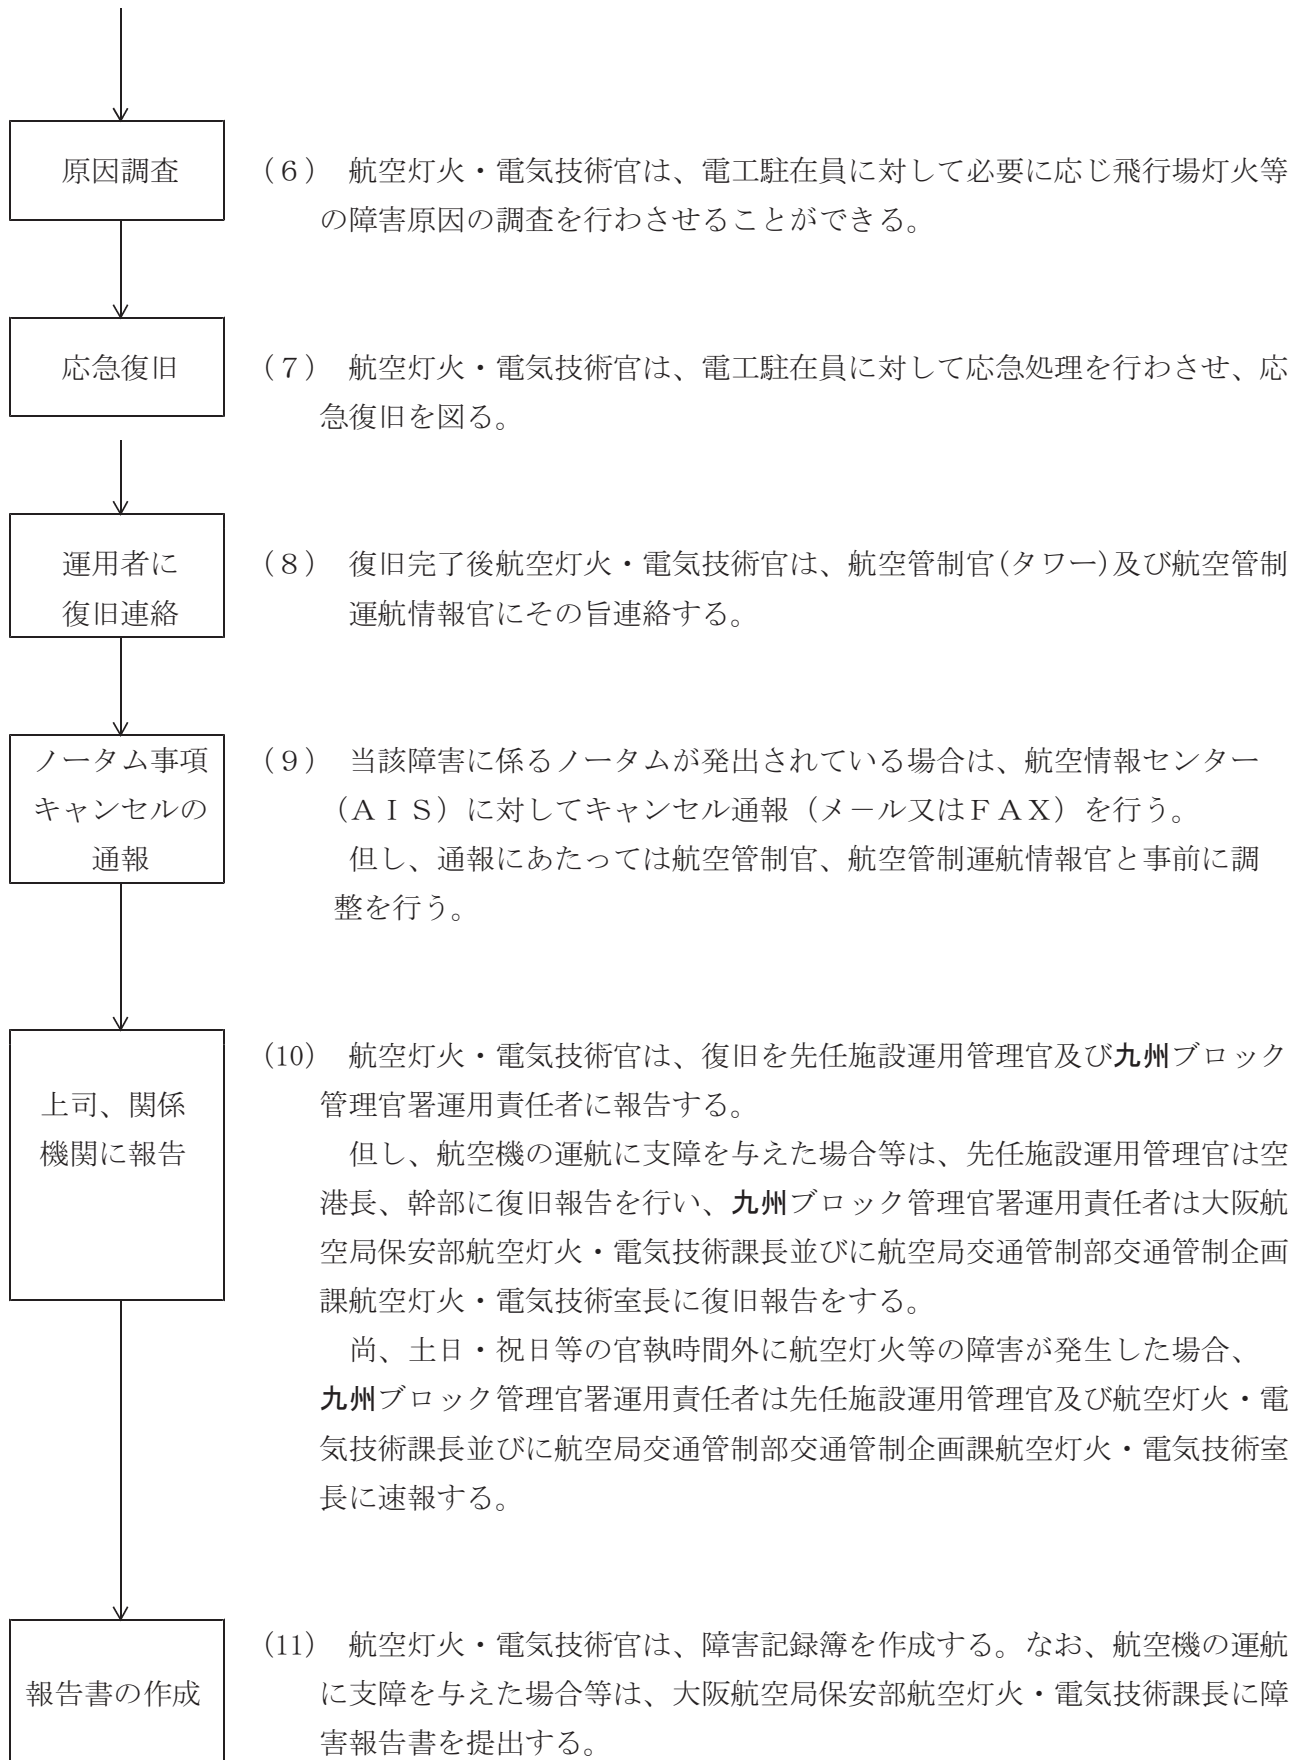 原因調査
（６） 航空灯火・電気技術官は、電工駐在員に対して必要に応じ飛行場灯火等
の障害原因の調査を行わさせることができる。
応急復旧
（７） 航空灯火・電気技術官は、電工駐在員に対して応急処理を行わさせ、応
急復旧を図る。
運用者に
復旧連絡
（８） 復旧完了後航空灯火・電気技術官は、航空管制官(タワー)及び航空管制
運航情報官にその旨連絡する。
ノータム事項
キャンセルの
通報
（９） 当該障害に係るノータムが発出されている場合は、航空情報センター
（ＡＩＳ）に対してキャンセル通報（メール又はＦＡＸ）を行う。
但し、通報にあたっては航空管制官、航空管制運航情報官と事前に調
整を行う。
上司、関係
機関に報告
(10) 航空灯火・電気技術官は、復旧を先任施設運用管理官及び九州ブロック
管理官署運用責任者に報告する。
但し、航空機の運航に支障を与えた場合等は、先任施設運用管理官は空
港長、幹部に復旧報告を行い、九州ブロック管理官署運用責任者は大阪航
空局保安部航空灯火・電気技術課長並びに航空局交通管制部交通管制企画
課航空灯火・電気技術室長に復旧報告をする。
尚、土日・祝日等の官執時間外に航空灯火等の障害が発生した場合、
九州ブロック管理官署運用責任者は先任施設運用管理官及び航空灯火・電
気技術課長並びに航空局交通管制部交通管制企画課航空灯火・電気技術室
長に速報する。
報告書の作成
(11) 航空灯火・電気技術官は、障害記録簿を作成する。なお、航空機の運航
に支障を与えた場合等は、大阪航空局保安部航空灯火・電気技術課長に障
害報告書を提出する。